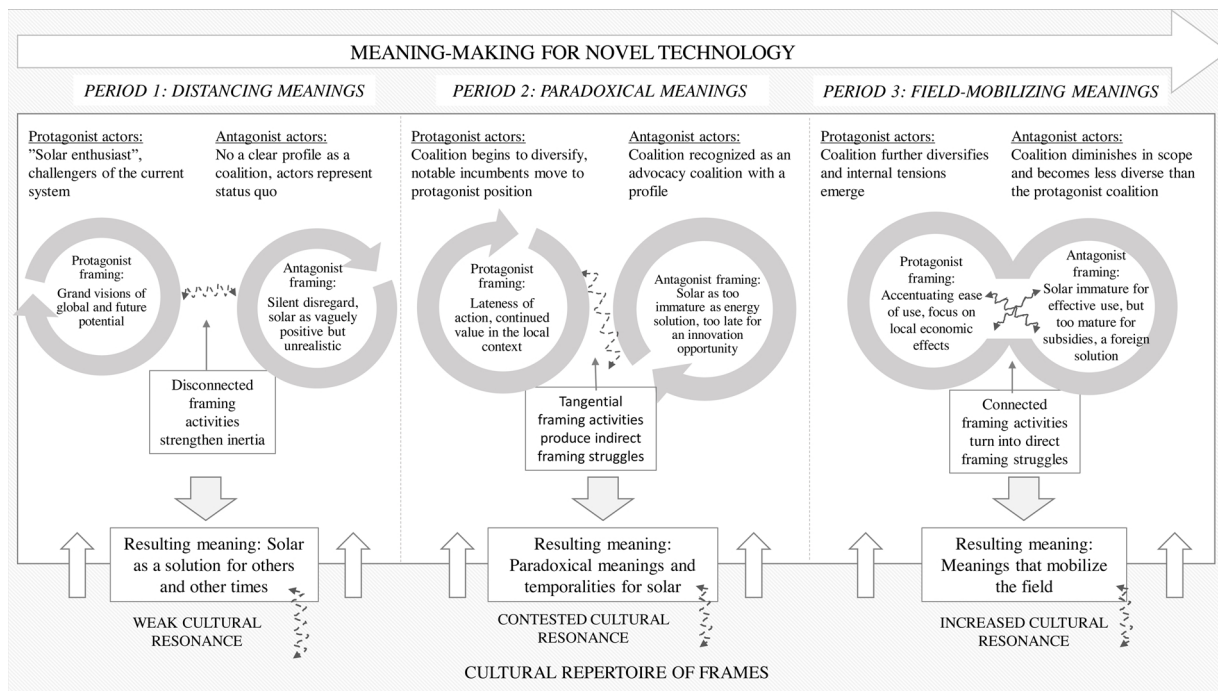 MEANING-MAKING FOR NOVEL TECHNOLOGY
PERIOD 1: DISTANCING MEANINGS
Protagonist actors:
”Solar enthusiast”,
challengers of the current
system
Antagonist actors:
No a clear profile as a
coalition, actors represent
status quo
Protagonist
framing:
Grand visions of
global and future
potential
Antagonist
framing:
Silent disregard,
solar as vaguely
positive but
unrealistic
Disconnected
framing
activities
strengthen inertia
Resulting meaning: Solar
as a solution for others
and other times
WEAK CULTURAL
RESONANCE
PERIOD 2: PARADOXICAL MEANINGS
Protagonist actors:
Coalition begins to diversify,
notable incumbents move to
protagonist position
Antagonist actors:
Coalition recognized as an
advocacy coalition with a
profile
Protagonist
framing:
Lateness of
action, continued
value in the local
context
Antagonist framing:
Solar as too
immature as energy
solution, too late for
an innovation
opportunity
Tangential
framing activities
produce indirect
framing struggles
Resulting meaning:
Paradoxical meanings and
temporalities for solar
CONTESTED CULTURAL
RESONANCE
PERIOD 3: FIELD-MOBILIZING MEANINGS
Protagonist actors:
Coalition further diversifies
and internal tensions
emerge
Antagonist actors:
Coalition diminishes in scope
and becomes less diverse than
the protagonist coalition
Protagonist
framing:
Accentuating ease
of use, focus on
local economic
effects
Antagonist
framing:
Solar immature for
effective use, but
too mature for
subsidies, a foreign
solution
Connected
framing activities
turn into direct
framing struggles
Resulting meaning:
Meanings that mobilize
the field
INCREASED CULTURAL
RESONANCE
CULTURAL REPERTOIRE OF FRAMES